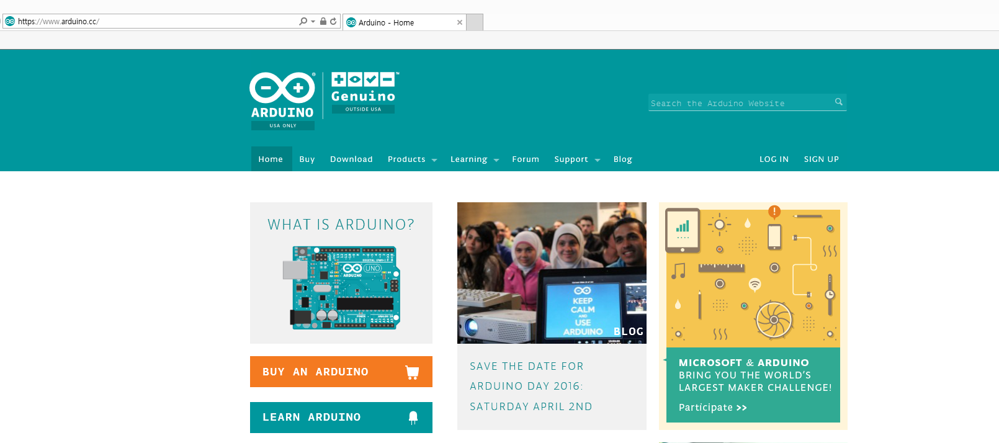 https://www.arduino.cc/
Arduino - Home
ARDUINO
USA ONLY
Genuino
OUTSIDE USA
Search the Arduino Website
Home Buy Download Products Learning Forum Support Blog LOG IN SIGN UP
WHAT IS ARDUINO?
UNO
ARDUINO
BUY AN ARDUINO
LEARN ARDUINO
KEEP
CALM
AND
USE
ARDUINO
BLOG
SAVE THE DATE FOR
ARDUINO DAY 2016:
SATURDAY APRIL 2ND
MICROSOFT & ARDUINO
BRING YOU THE WORLD'S
LARGEST MAKER CHALLENGE!
Participate >>